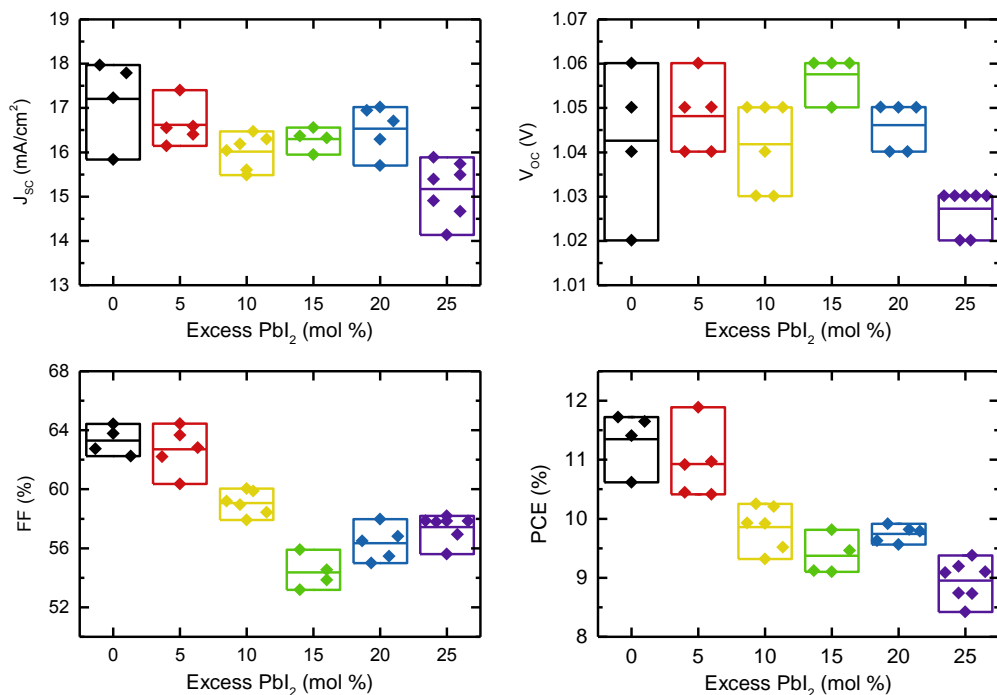 19
18
17
16
15
14
13
J_SC (mA/cm²)
0 5 10 15 20 25
Excess PbI₂ (mol %)
1.07
1.06
1.05
1.04
1.03
1.02
1.01
V_OC (V)
0 5 10 15 20 25
Excess PbI₂ (mol %)
68
64
60
56
52
FF (%)
0 5 10 15 20 25
Excess PbI₂ (mol %)
12
11
10
9
8
PCE (%)
0 5 10 15 20 25
Excess PbI₂ (mol %)